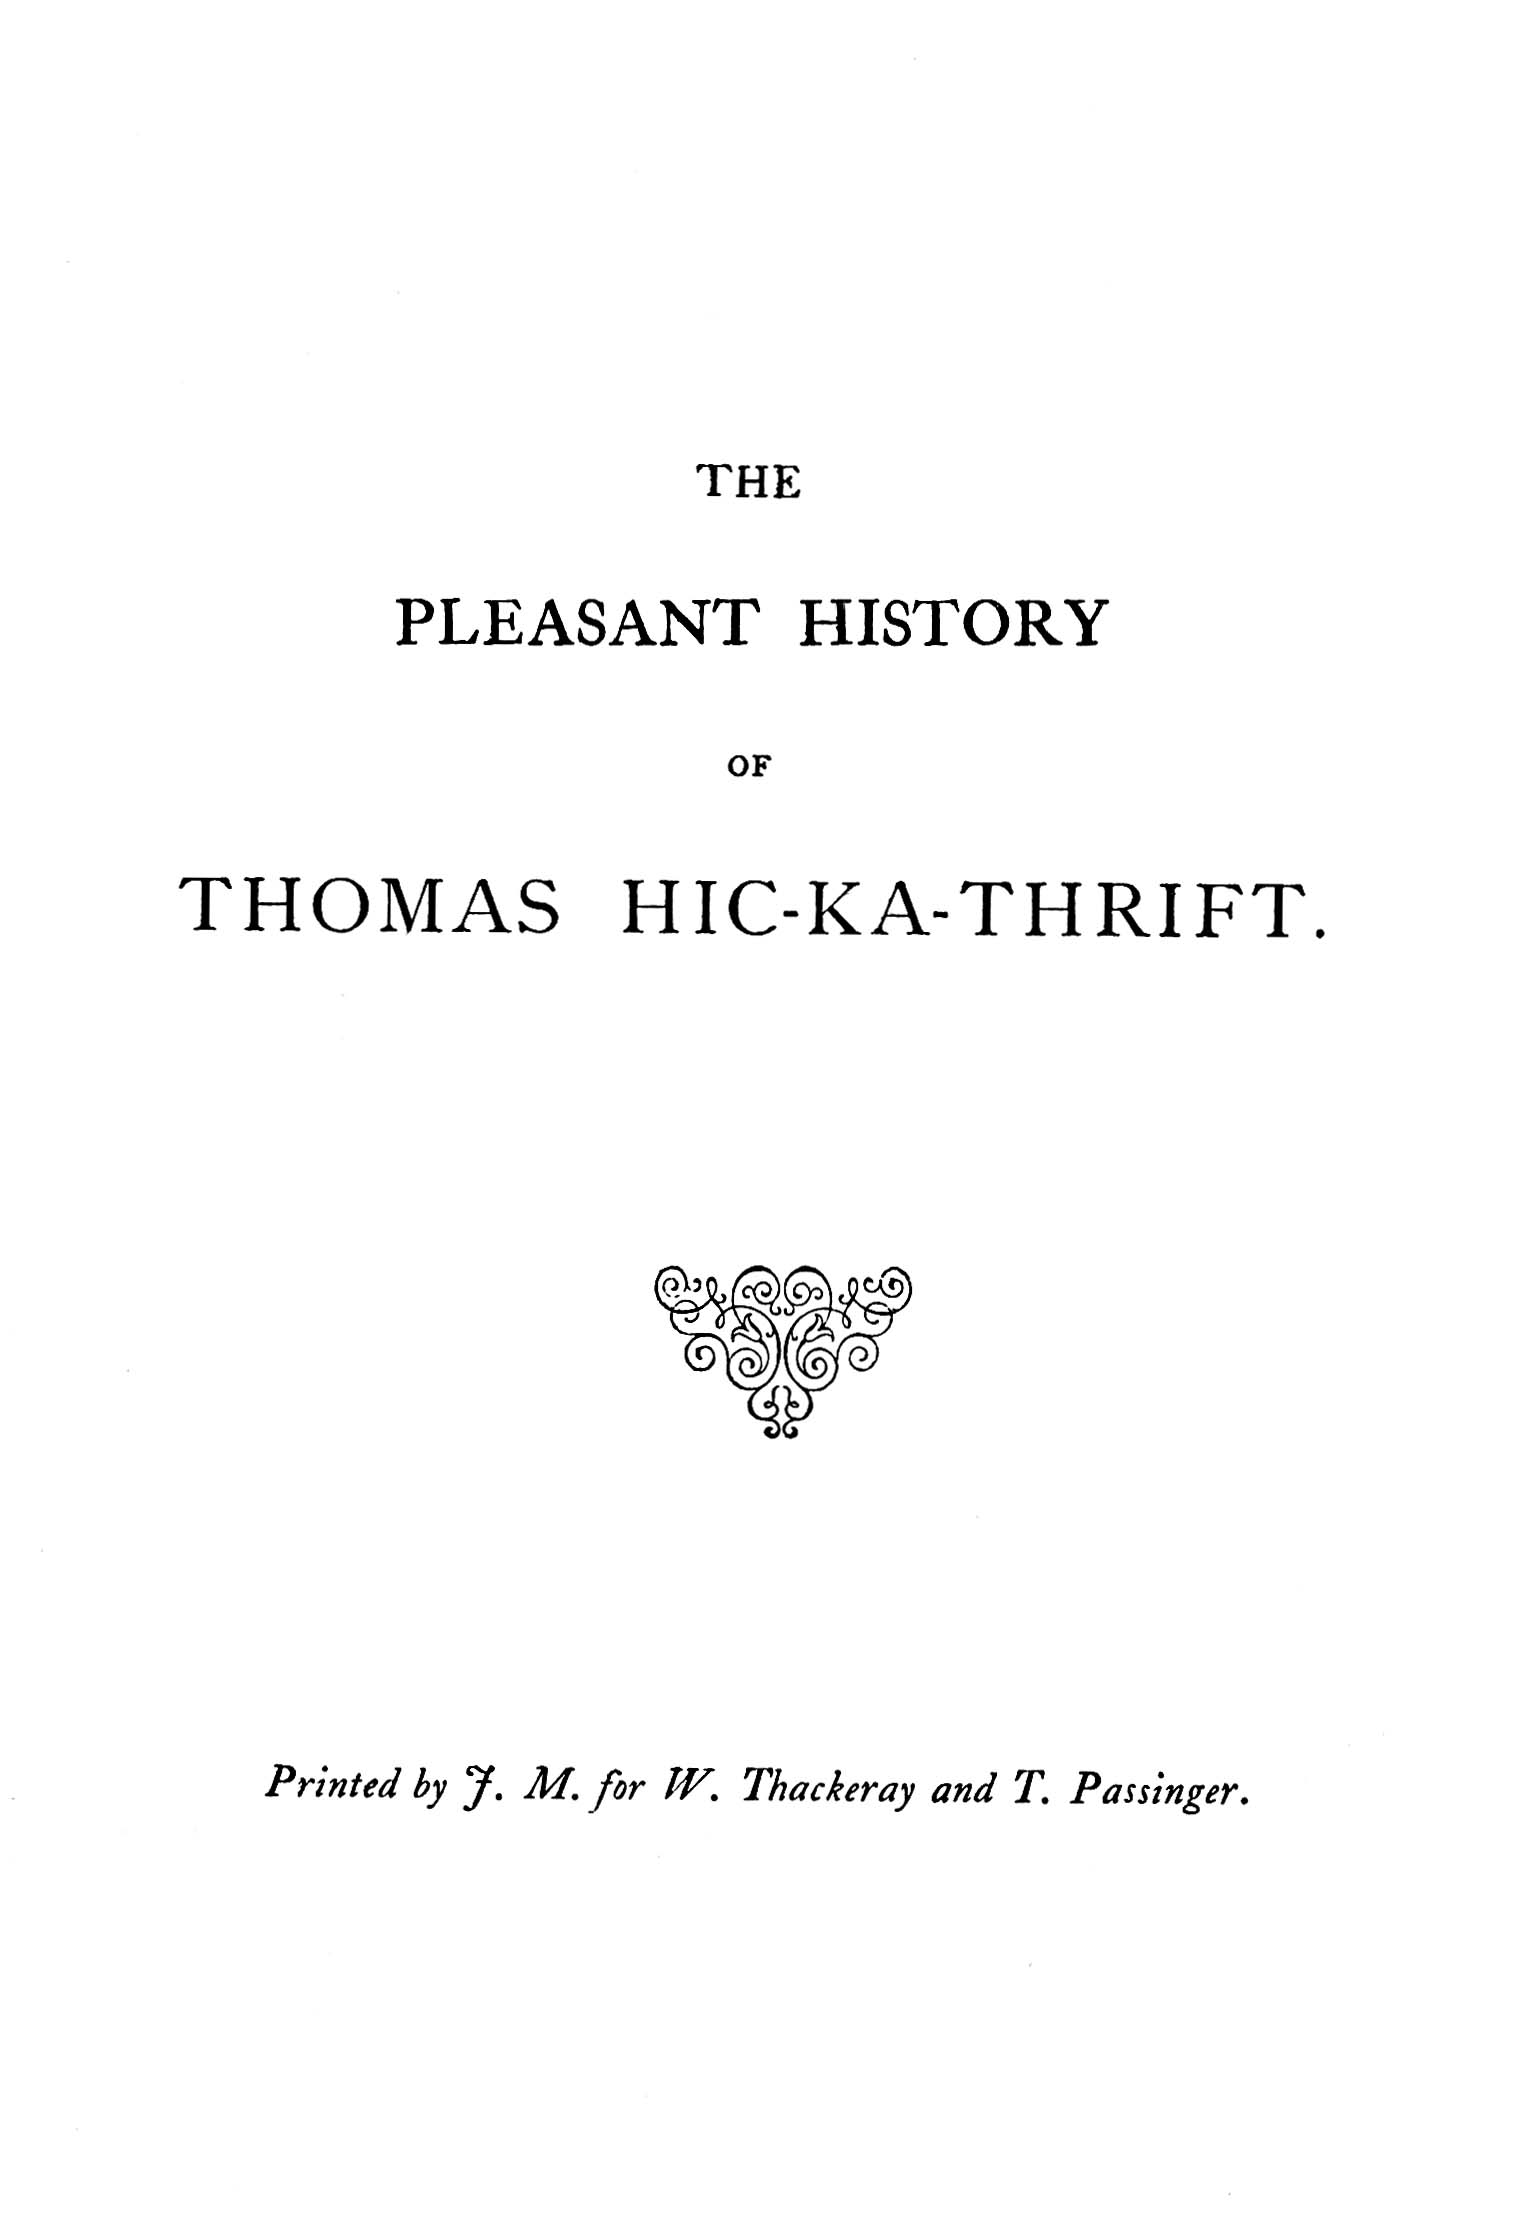 THE
PLEASANT HISTORY
OF
THOMAS HIC-KA-THRIFT.
Printed by J. M. for W. Thackeray and T. Passinger.